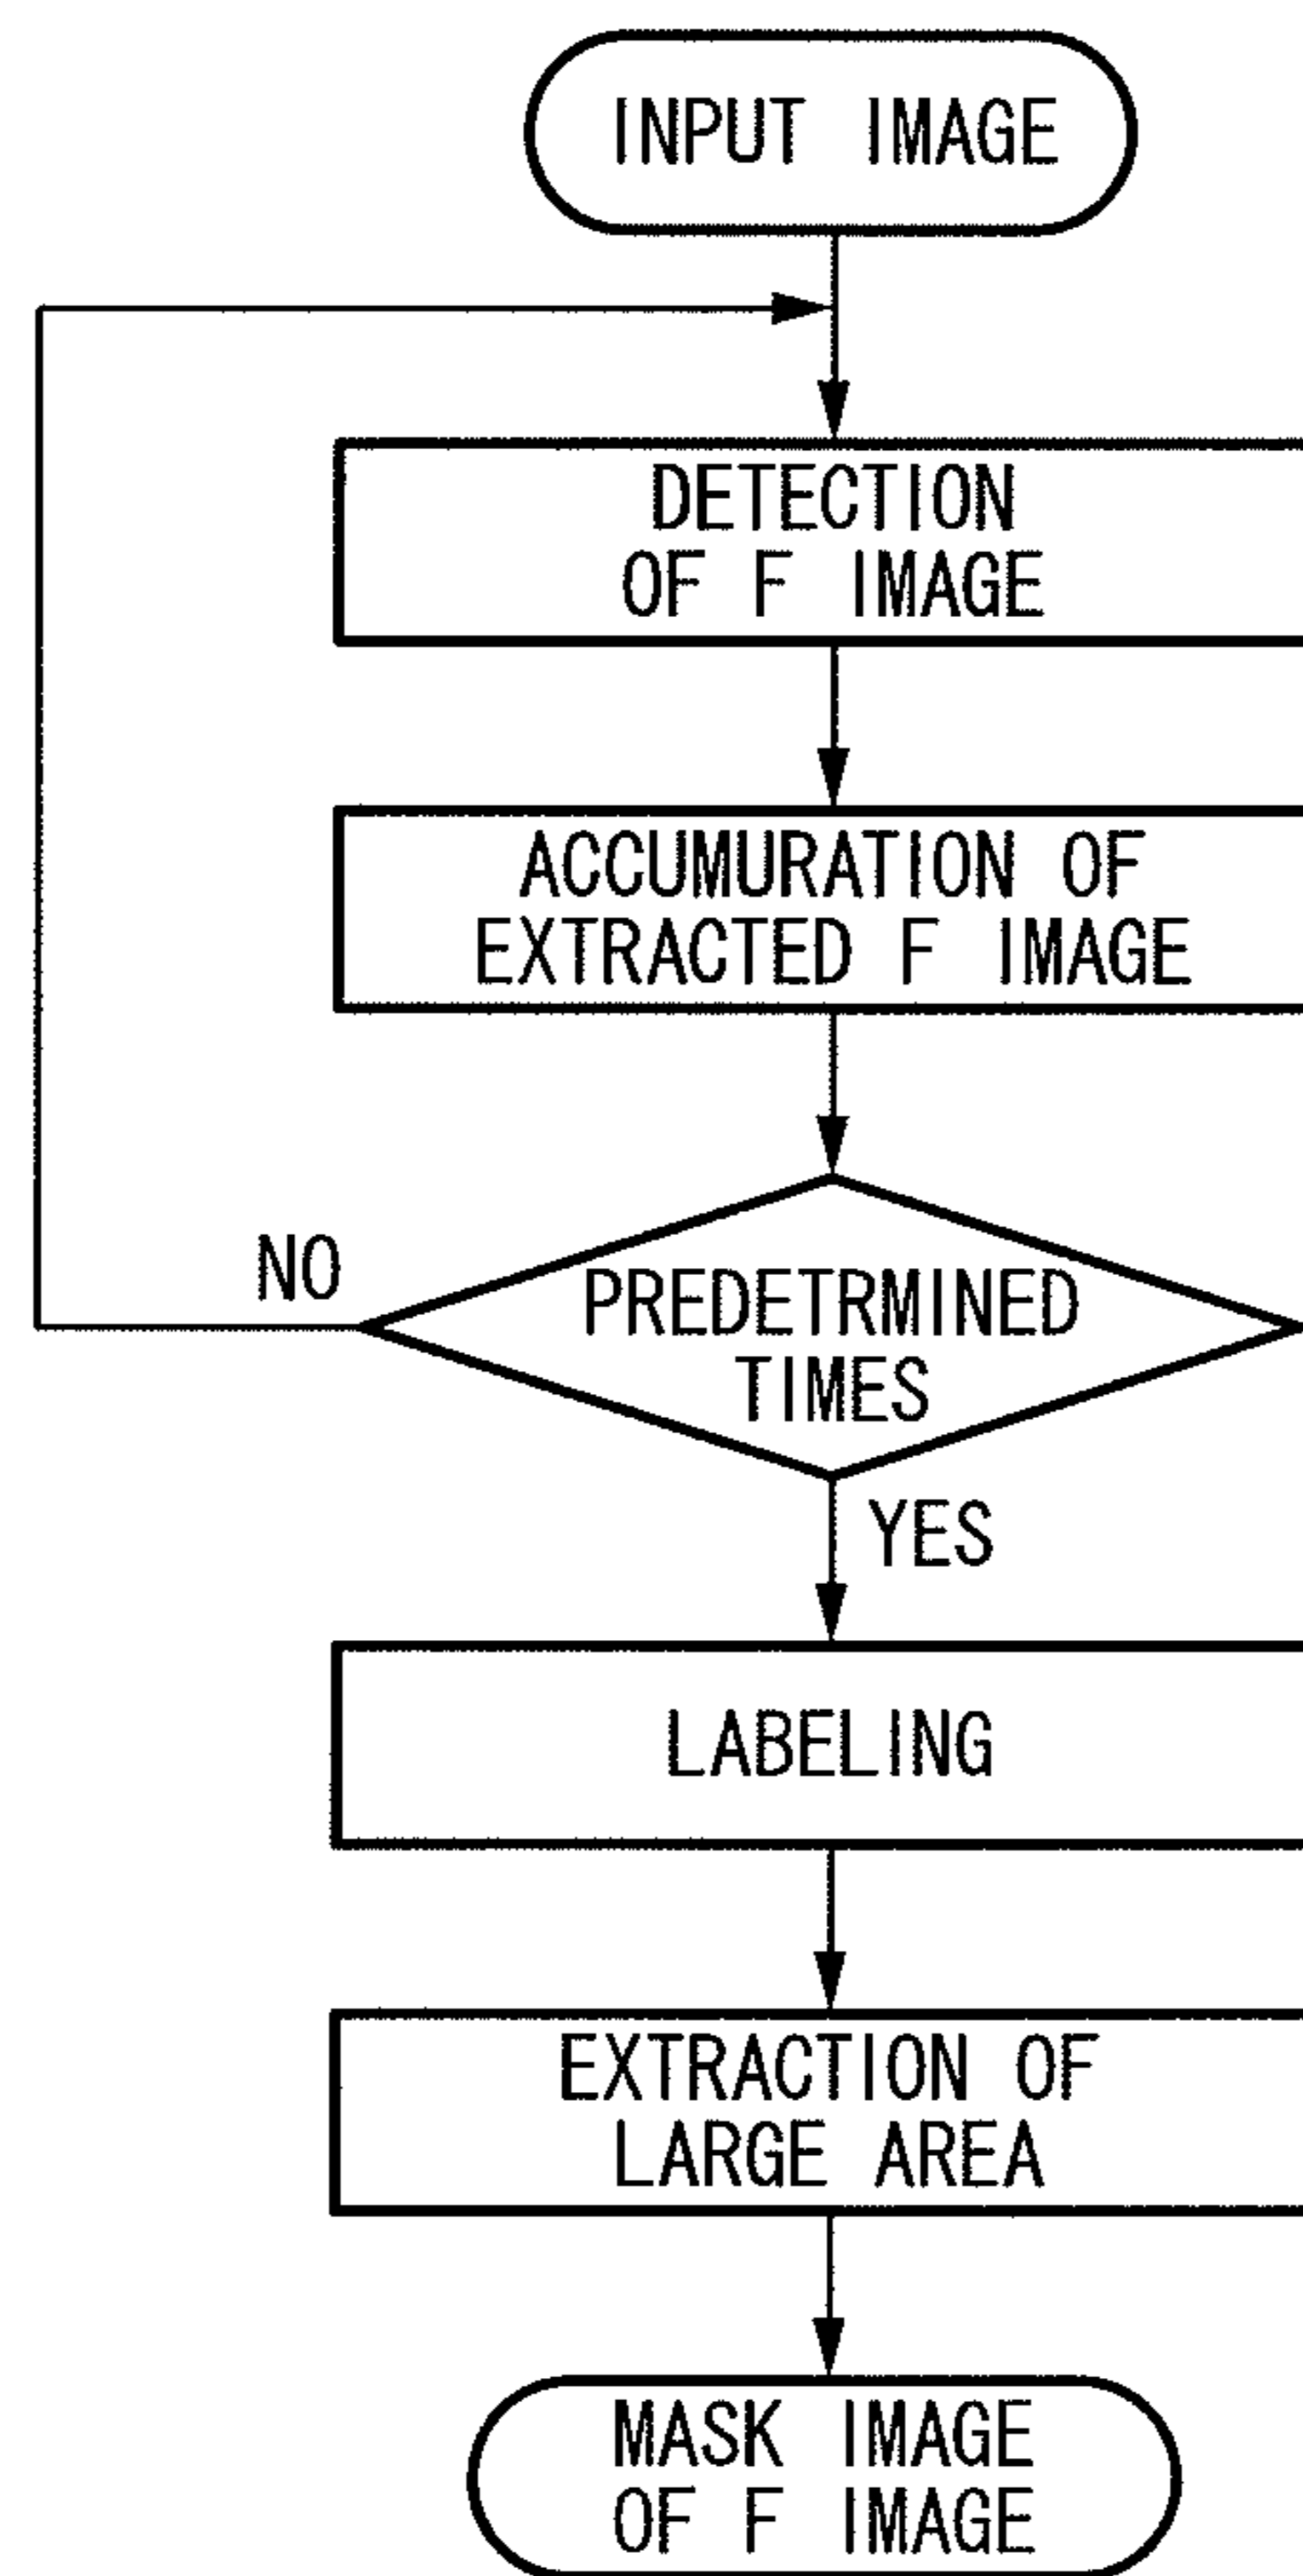 INPUT IMAGE
DETECTION
OF F IMAGE
ACCUMURATION OF
EXTRACTED F IMAGE
NO
PREDETRMINED
TIMES
YES
LABELING
EXTRACTION OF
LARGE AREA
MASK IMAGE
OF F IMAGE